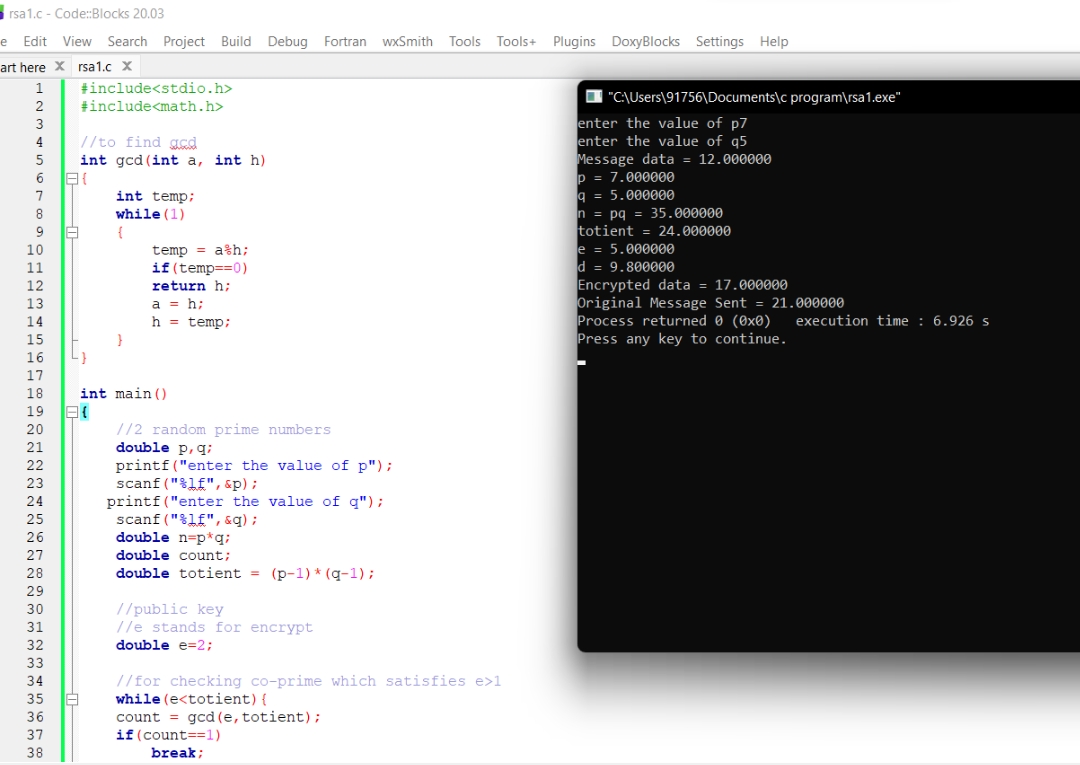 rsa1.c - Code::Blocks 20.03
e Edit View Search Project Build Debug Fortran wxSmith Tools Tools+ Plugins DoxyBlocks Settings Help
art here X rsa1.c X
1 #include<stdio.h>
2 #include<math.h>
3
4 //to find gcd
5 int gcd(int a, int h)
6 {
7 int temp;
8 while(1)
9 {
10 temp = a%h;
11 if(temp==0)
12 return h;
13 a = h;
14 h = temp;
15 }
16 }
17
18 int main()
19 {
20 //2 random prime numbers
21 double p,q;
22 printf("enter the value of p");
23 scanf("%lf",&p);
24 printf("enter the value of q");
25 scanf("%lf",&q);
26 double n=p*q;
27 double count;
28 double totient = (p-1)*(q-1);
29
30 //public key
31 //e stands for encrypt
32 double e=2;
33
34 //for checking co-prime which satisfies e>1
35 while(e<totient){
36 count = gcd(e,totient);
37 if(count==1)
38 break;
"C:\Users\91756\Documents\c program\rsa1.exe"
enter the value of p7
enter the value of q5
Message data = 12.000000
p = 7.000000
q = 5.000000
n = pq = 35.000000
totient = 24.000000
e = 5.000000
d = 9.800000
Encrypted data = 17.000000
Original Message Sent = 21.000000
Process returned 0 (0x0) execution time : 6.926 s
Press any key to continue.